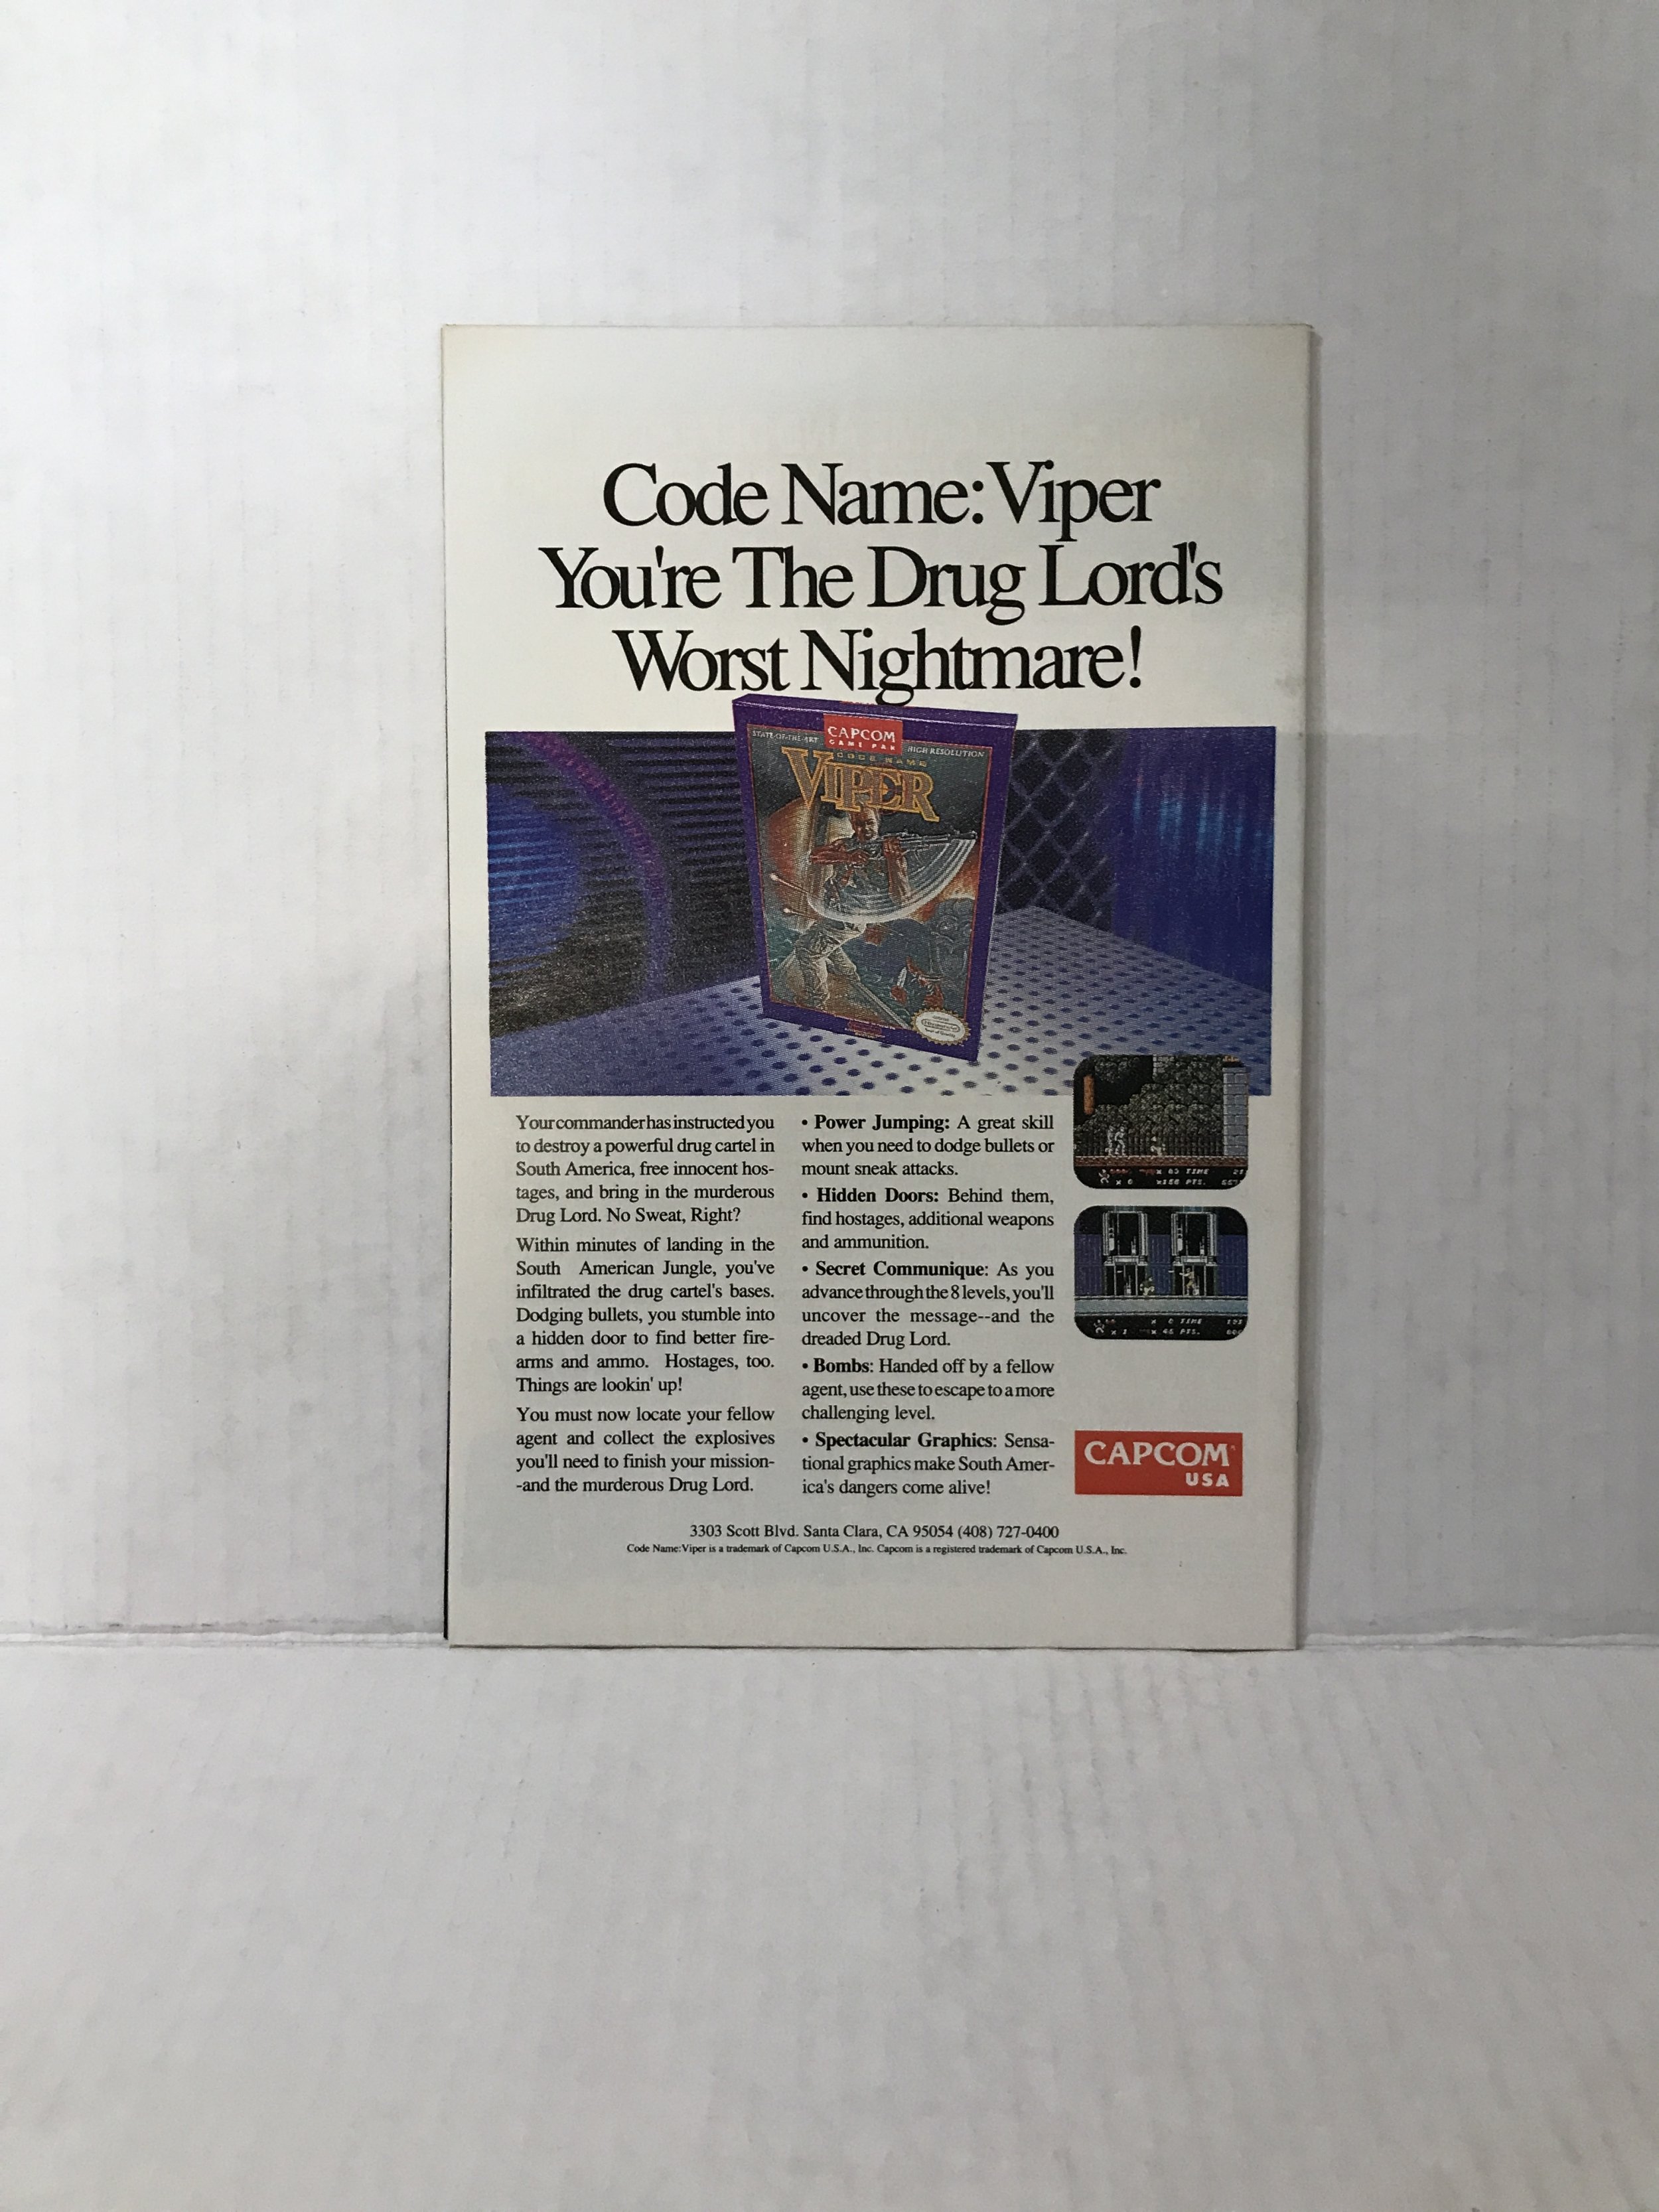 Code Name: Viper
You're The Drug Lord's
Worst Nightmare!
STATE-OF-THE-ART
CAPCOM
GAME PAK
HIGH RESOLUTION
CODE NAME
VIPER
Your commander has instructed you
to destroy a powerful drug cartel in
South America, free innocent hos-
tages, and bring in the murderous
Drug Lord. No Sweat, Right?
Within minutes of landing in the
South American Jungle, you've
infiltrated the drug cartel's bases.
Dodging bullets, you stumble into
a hidden door to find better fire-
arms and ammo. Hostages, too.
Things are lookin' up!
You must now locate your fellow
agent and collect the explosives
you'll need to finish your mission-
-and the murderous Drug Lord.
• Power Jumping: A great skill
when you need to dodge bullets or
mount sneak attacks.
• Hidden Doors: Behind them,
find hostages, additional weapons
and ammunition.
• Secret Communique: As you
advance through the 8 levels, you'll
uncover the message--and the
dreaded Drug Lord.
• Bombs: Handed off by a fellow
agent, use these to escape to a more
challenging level.
• Spectacular Graphics: Sensa-
tional graphics make South Amer-
ica's dangers come alive!
TIME
PTS.
TIME
PTS.
CAPCOM
USA
3303 Scott Blvd. Santa Clara, CA 95054 (408) 727-0400
Code Name: Viper is a trademark of Capcom U.S.A., Inc. Capcom is a registered trademark of Capcom U.S.A., Inc.